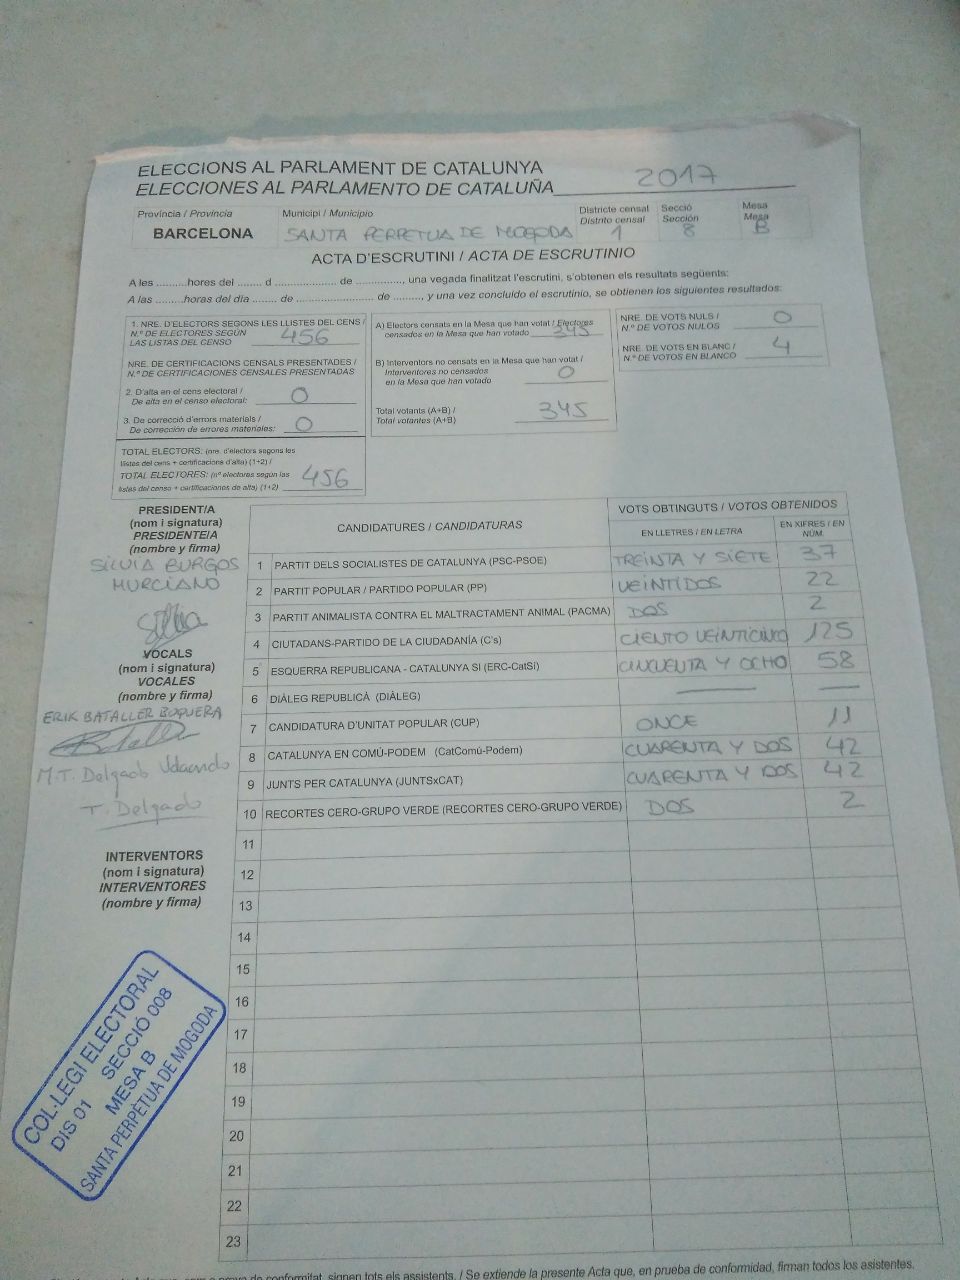 ELECCIONS AL PARLAMENT DE CATALUNYA
ELECCIONES AL PARLAMENTO DE CATALUÑA 2017
Província / Provincia
BARCELONA
Municipi / Municipio
SANTA PERPETUA DE MOGODA
Districte censal
Distrito censal
1
Secció
Sección
8
Mesa
Mesa
B
ACTA D'ESCRUTINI / ACTA DE ESCRUTINIO
A les ..........hores del ........ d ..................... de ..............., una vegada finalitzat l'escrutini, s'obtenen els resultats següents:
A las .........horas del día ........ de .......................... de ........., y una vez concluido el escrutinio, se obtienen los siguientes resultados:
1. NRE. D'ELECTORS SEGONS LES LLISTES DEL CENS /
N.º DE ELECTORES SEGÚN
LAS LISTAS DEL CENSO 456
NRE. DE CERTIFICACIONS CENSALS PRESENTADES /
N.º DE CERTIFICACIONES CENSALES PRESENTADAS
2. D'alta en el cens electoral /
De alta en el censo electoral: 0
3. De correcció d'errors materials /
De corrección de errores materiales: 0
TOTAL ELECTORS: (nre. d'electors segons les
llistes del cens + certificacions d'alta) (1+2) /
TOTAL ELECTORES: (nº electores según las
listas del censo + certificaciones de alta) (1+2) 456
A) Electors censats en la Mesa que han votat / Electores
censados en la Mesa que han votado 345
B) Interventors no censats en la Mesa que han votat /
Interventores no censados
en la Mesa que han votado 0
Total votants (A+B) /
Total votantes (A+B) 345
NRE. DE VOTS NULS /
N.º DE VOTOS NULOS 0
NRE. DE VOTS EN BLANC /
N.º DE VOTOS EN BLANCO 4
PRESIDENT/A
(nom i signatura)
PRESIDENTE/A
(nombre y firma)
SILVIA BURGOS
MURCIANO
Silvia
VOCALS
(nom i signatura)
VOCALES
(nombre y firma)
ERIK BATALLER BOQUERA
M.T. Delgado
T. Delgado
INTERVENTORS
(nom i signatura)
INTERVENTORES
(nombre y firma)
CANDIDATURES / CANDIDATURAS
VOTS OBTINGUTS / VOTOS OBTENIDOS
EN LLETRES / EN LETRA
EN XIFRES / EN NÚM.
1 PARTIT DELS SOCIALISTES DE CATALUNYA (PSC-PSOE) TREINTA Y SIETE 37
2 PARTIT POPULAR / PARTIDO POPULAR (PP) VEINTIDOS 22
3 PARTIT ANIMALISTA CONTRA EL MALTRACTAMENT ANIMAL (PACMA) DOS 2
4 CIUTADANS-PARTIDO DE LA CIUDADANÍA (C's) CIENTO VEINTICINCO 125
5 ESQUERRA REPUBLICANA - CATALUNYA SÍ (ERC-CatSí) CINCUENTA Y OCHO 58
6 DIÀLEG REPUBLICÀ (DIÀLEG) — —
7 CANDIDATURA D'UNITAT POPULAR (CUP) ONCE 11
8 CATALUNYA EN COMÚ-PODEM (CatComú-Podem) CUARENTA Y DOS 42
9 JUNTS PER CATALUNYA (JUNTSxCAT) CUARENTA Y DOS 42
10 RECORTES CERO-GRUPO VERDE (RECORTES CERO-GRUPO VERDE) DOS 2
11
12
13
14
15
16
17
18
19
20
21
22
23
COL·LEGI ELECTORAL
DIS 01 SECCIÓ 008
MESA B
SANTA PERPÈTUA DE MOGODA
de conformitat, signen tots els assistents. / Se extiende la presente Acta que, en prueba de conformidad, firman todos los asistentes.